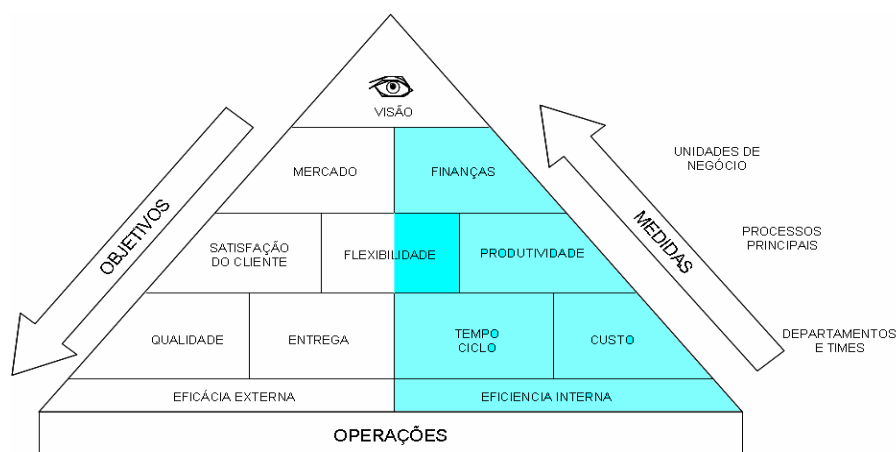 VISÃO
MERCADO
FINANÇAS
UNIDADES DE
NEGÓCIO
OBJETIVOS
MEDIDAS
SATISFAÇÃO
DO CLIENTE
FLEXIBILIDADE
PRODUTIVIDADE
PROCESSOS
PRINCIPAIS
QUALIDADE
ENTREGA
TEMPO
CICLO
CUSTO
DEPARTAMENTOS
E TIMES
EFICÁCIA EXTERNA
EFICIENCIA INTERNA
OPERAÇÕES